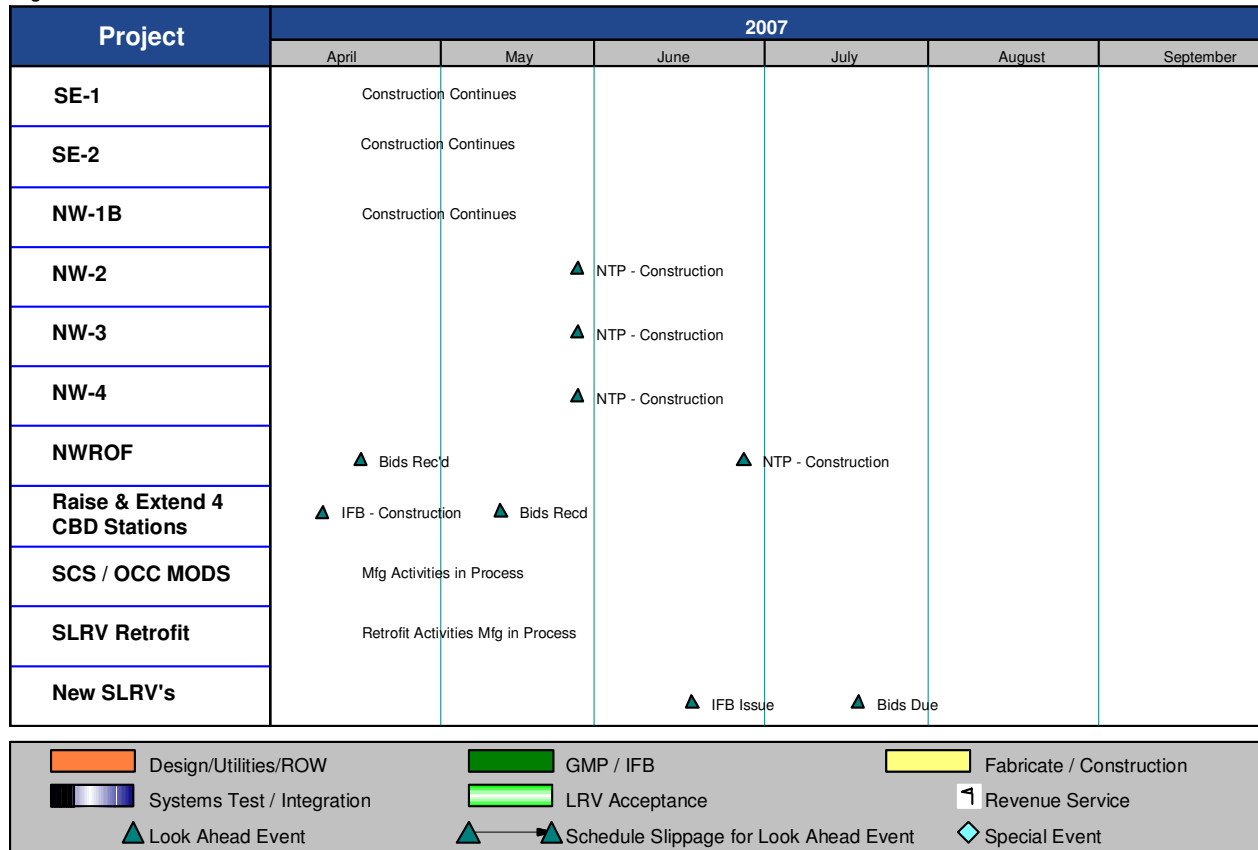 Project
2007
April May June July August September
SE-1 Construction Continues
SE-2 Construction Continues
NW-1B Construction Continues
NW-2 NTP - Construction
NW-3 NTP - Construction
NW-4 NTP - Construction
NWROF Bids Rec'd NTP - Construction
Raise & Extend 4
CBD Stations IFB - Construction Bids Recd
SCS / OCC MODS Mfg Activities in Process
SLRV Retrofit Retrofit Activities Mfg in Process
New SLRV's IFB Issue Bids Due
Design/Utilities/ROW GMP / IFB Fabricate / Construction
Systems Test / Integration LRV Acceptance Revenue Service
Look Ahead Event Schedule Slippage for Look Ahead Event Special Event